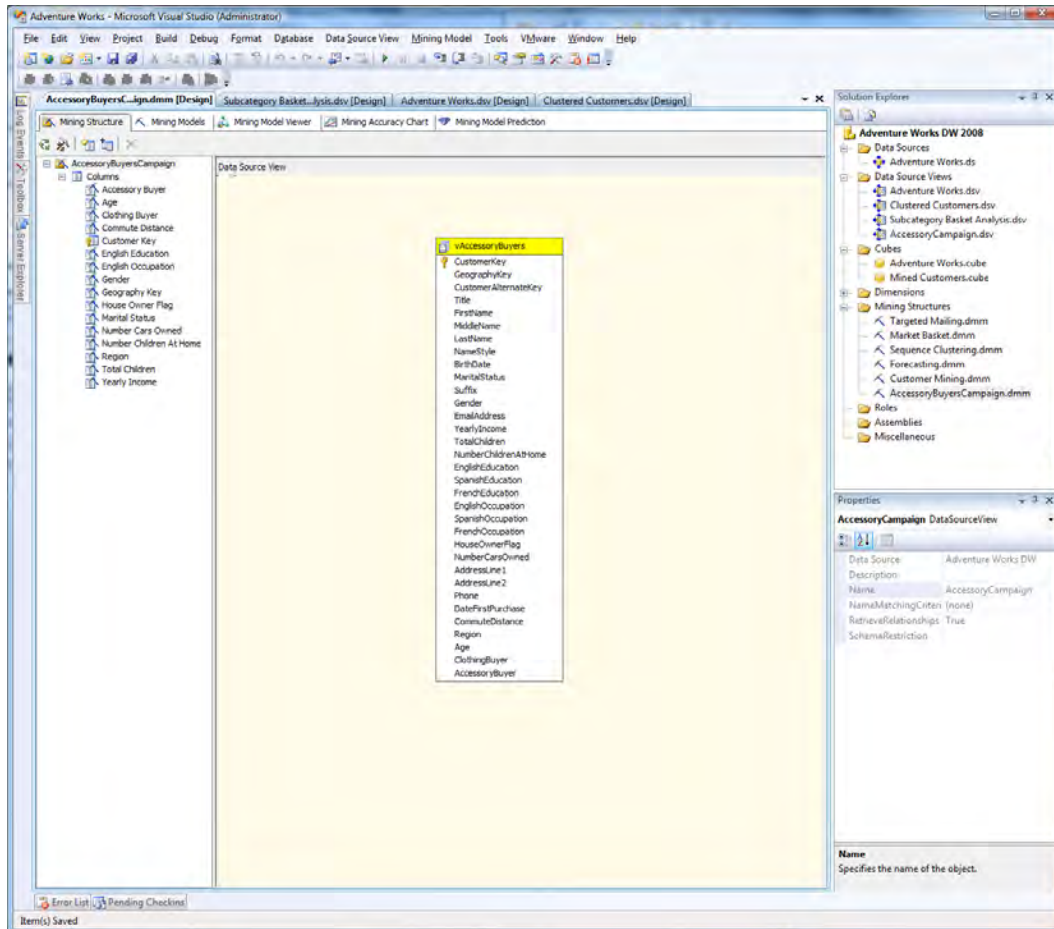 Adventure Works - Microsoft Visual Studio (Administrator)
File Edit View Project Build Debug Format Database Data Source View Mining Model Tools VMware Window Help
AccessoryBuyersC...ign.dmm [Design] Subcategory Basket...lysis.dsv [Design] Adventure Works.dsv [Design] Clustered Customers.dsv [Design]
Mining Structure Mining Models Mining Model Viewer Mining Accuracy Chart Mining Model Prediction
Log Events
Toolbox
Server Explorer
AccessoryBuyersCampaign
Columns
Accessory Buyer
Age
Clothing Buyer
Commute Distance
Customer Key
English Education
English Occupation
Gender
Geography Key
House Owner Flag
Marital Status
Number Cars Owned
Number Children At Home
Region
Total Children
Yearly Income
Data Source View
vAccessoryBuyers
CustomerKey
GeographyKey
CustomerAlternateKey
Title
FirstName
MiddleName
LastName
NameStyle
BirthDate
MaritalStatus
Suffix
Gender
EmailAddress
YearlyIncome
TotalChildren
NumberChildrenAtHome
EnglishEducation
SpanishEducation
FrenchEducation
EnglishOccupation
SpanishOccupation
FrenchOccupation
HouseOwnerFlag
NumberCarsOwned
AddressLine1
AddressLine2
Phone
DateFirstPurchase
CommuteDistance
Region
Age
ClothingBuyer
AccessoryBuyer
Solution Explorer
Adventure Works DW 2008
Data Sources
Adventure Works.ds
Data Source Views
Adventure Works.dsv
Clustered Customers.dsv
Subcategory Basket Analysis.dsv
AccessoryCampaign.dsv
Cubes
Adventure Works.cube
Mined Customers.cube
Dimensions
Mining Structures
Targeted Mailing.dmm
Market Basket.dmm
Sequence Clustering.dmm
Forecasting.dmm
Customer Mining.dmm
AccessoryBuyersCampaign.dmm
Roles
Assemblies
Miscellaneous
Properties
AccessoryCampaign DataSourceView
Data Source Adventure Works DW
Description
Name AccessoryCampaign
NameMatchingCriteri (none)
RetrieveRelationships True
SchemaRestriction
Name
Specifies the name of the object.
Error List Pending Checkins
Item(s) Saved